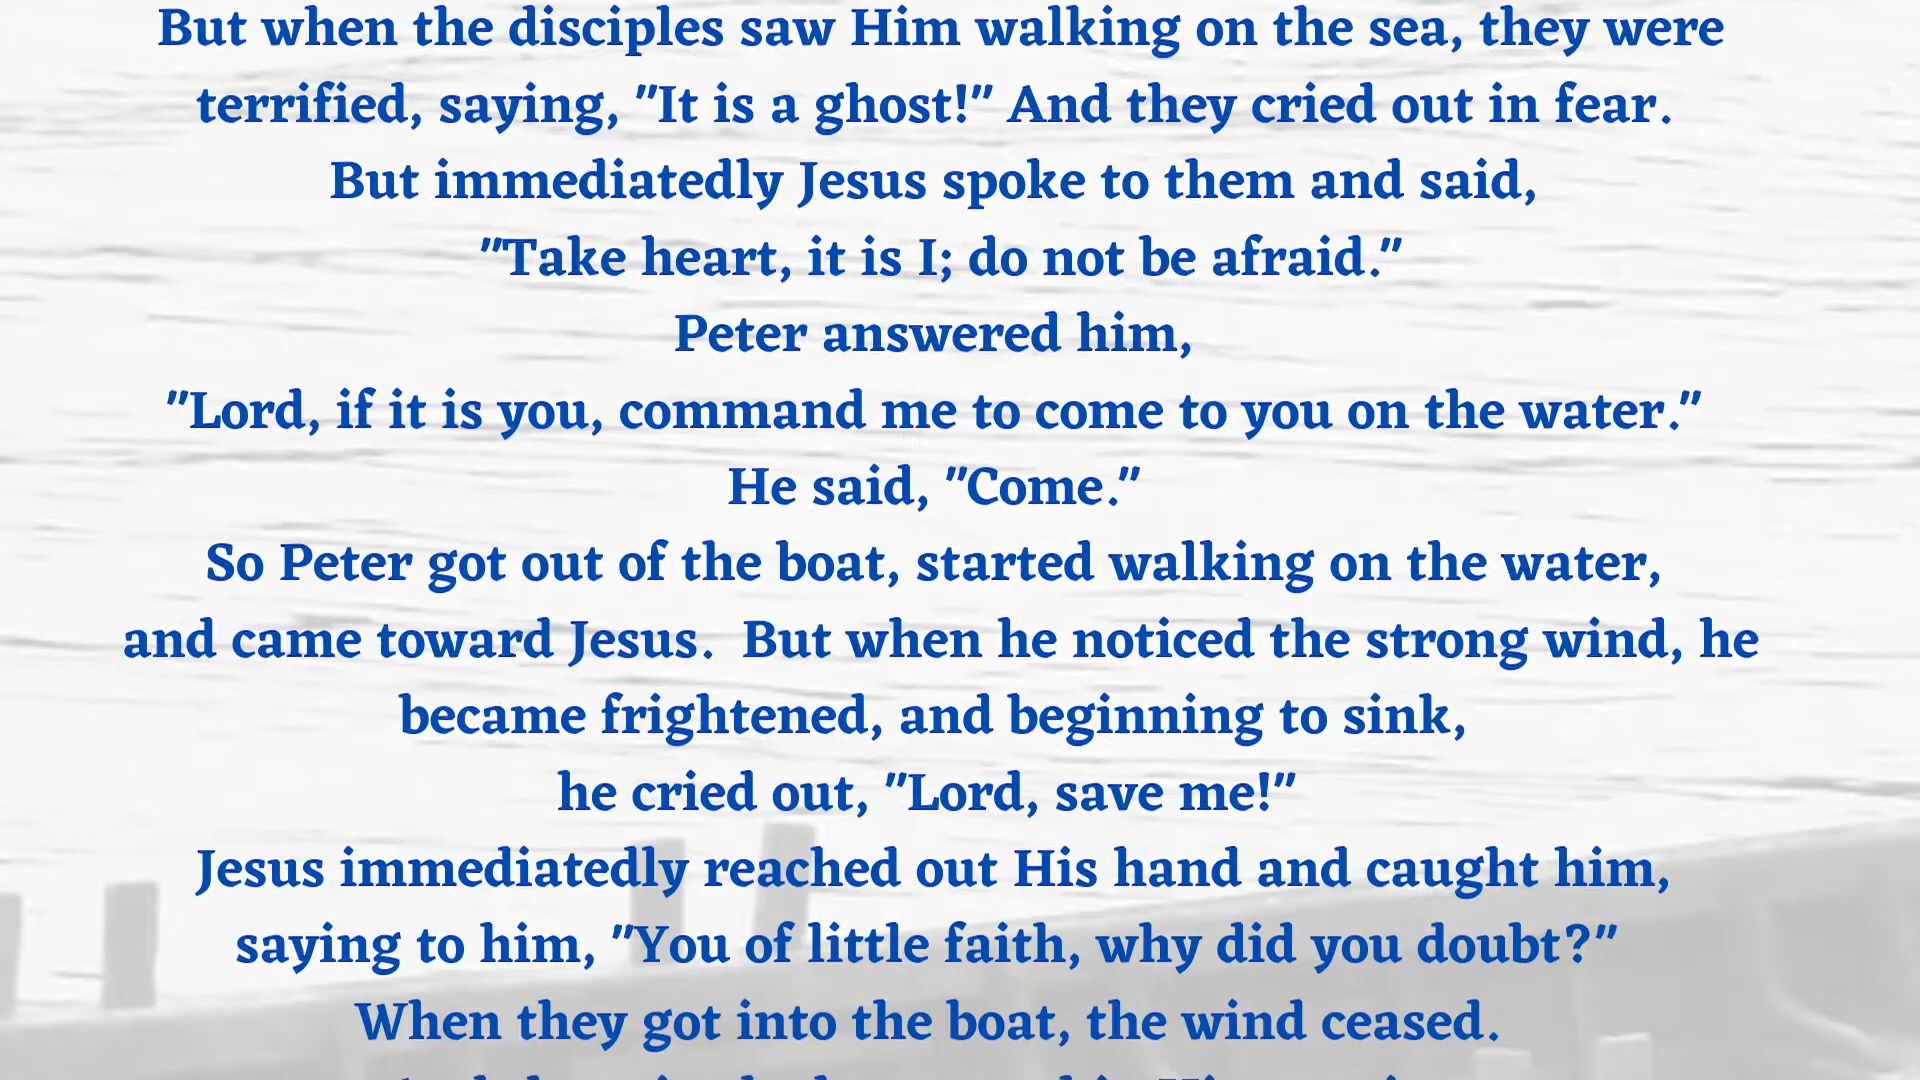 But when the disciples saw Him walking on the sea, they were
terrified, saying, "It is a ghost!" And they cried out in fear.
But immediatedly Jesus spoke to them and said,
"Take heart, it is I; do not be afraid."
Peter answered him,
"Lord, if it is you, command me to come to you on the water."
He said, "Come."
So Peter got out of the boat, started walking on the water,
and came toward Jesus.  But when he noticed the strong wind, he
became frightened, and beginning to sink,
he cried out, "Lord, save me!"
Jesus immediatedly reached out His hand and caught him,
saying to him, "You of little faith, why did you doubt?"
When they got into the boat, the wind ceased.